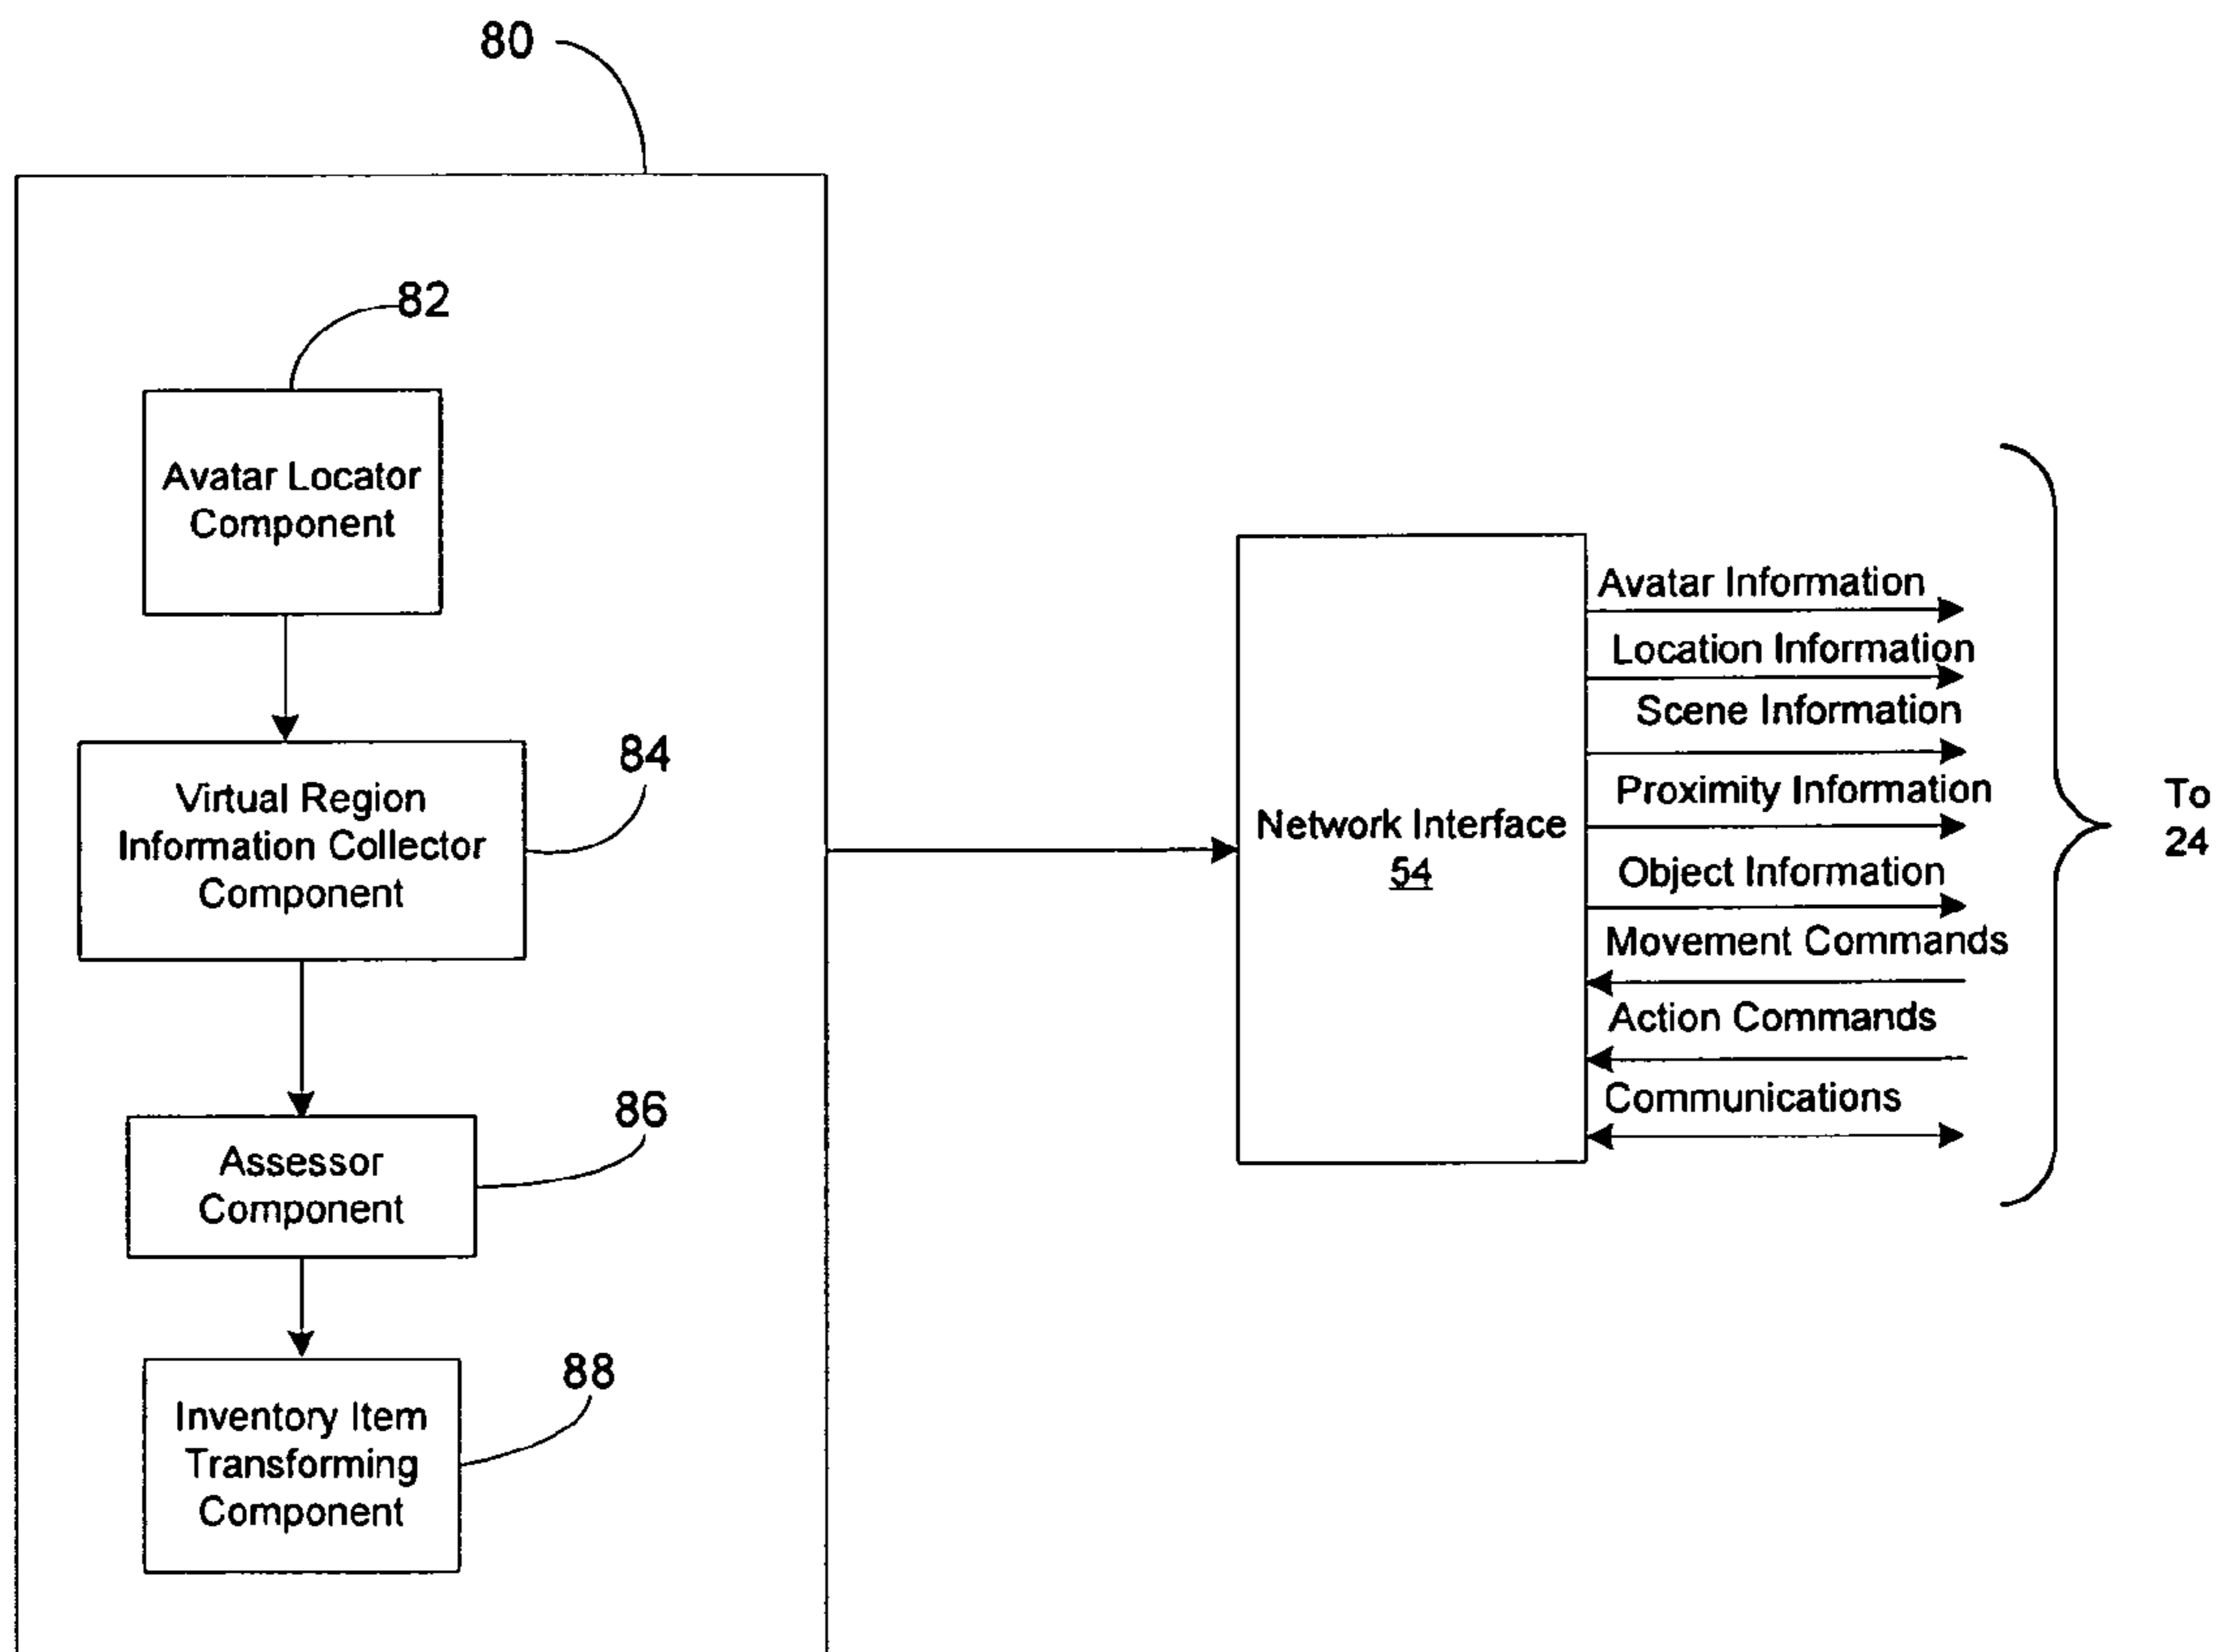 80
82
Avatar Locator
Component
84
Virtual Region
Information Collector
Component
86
Assessor
Component
88
Inventory Item
Transforming
Component
Network Interface
54
Avatar Information
Location Information
Scene Information
Proximity Information
Object Information
Movement Commands
Action Commands
Communications
To
24